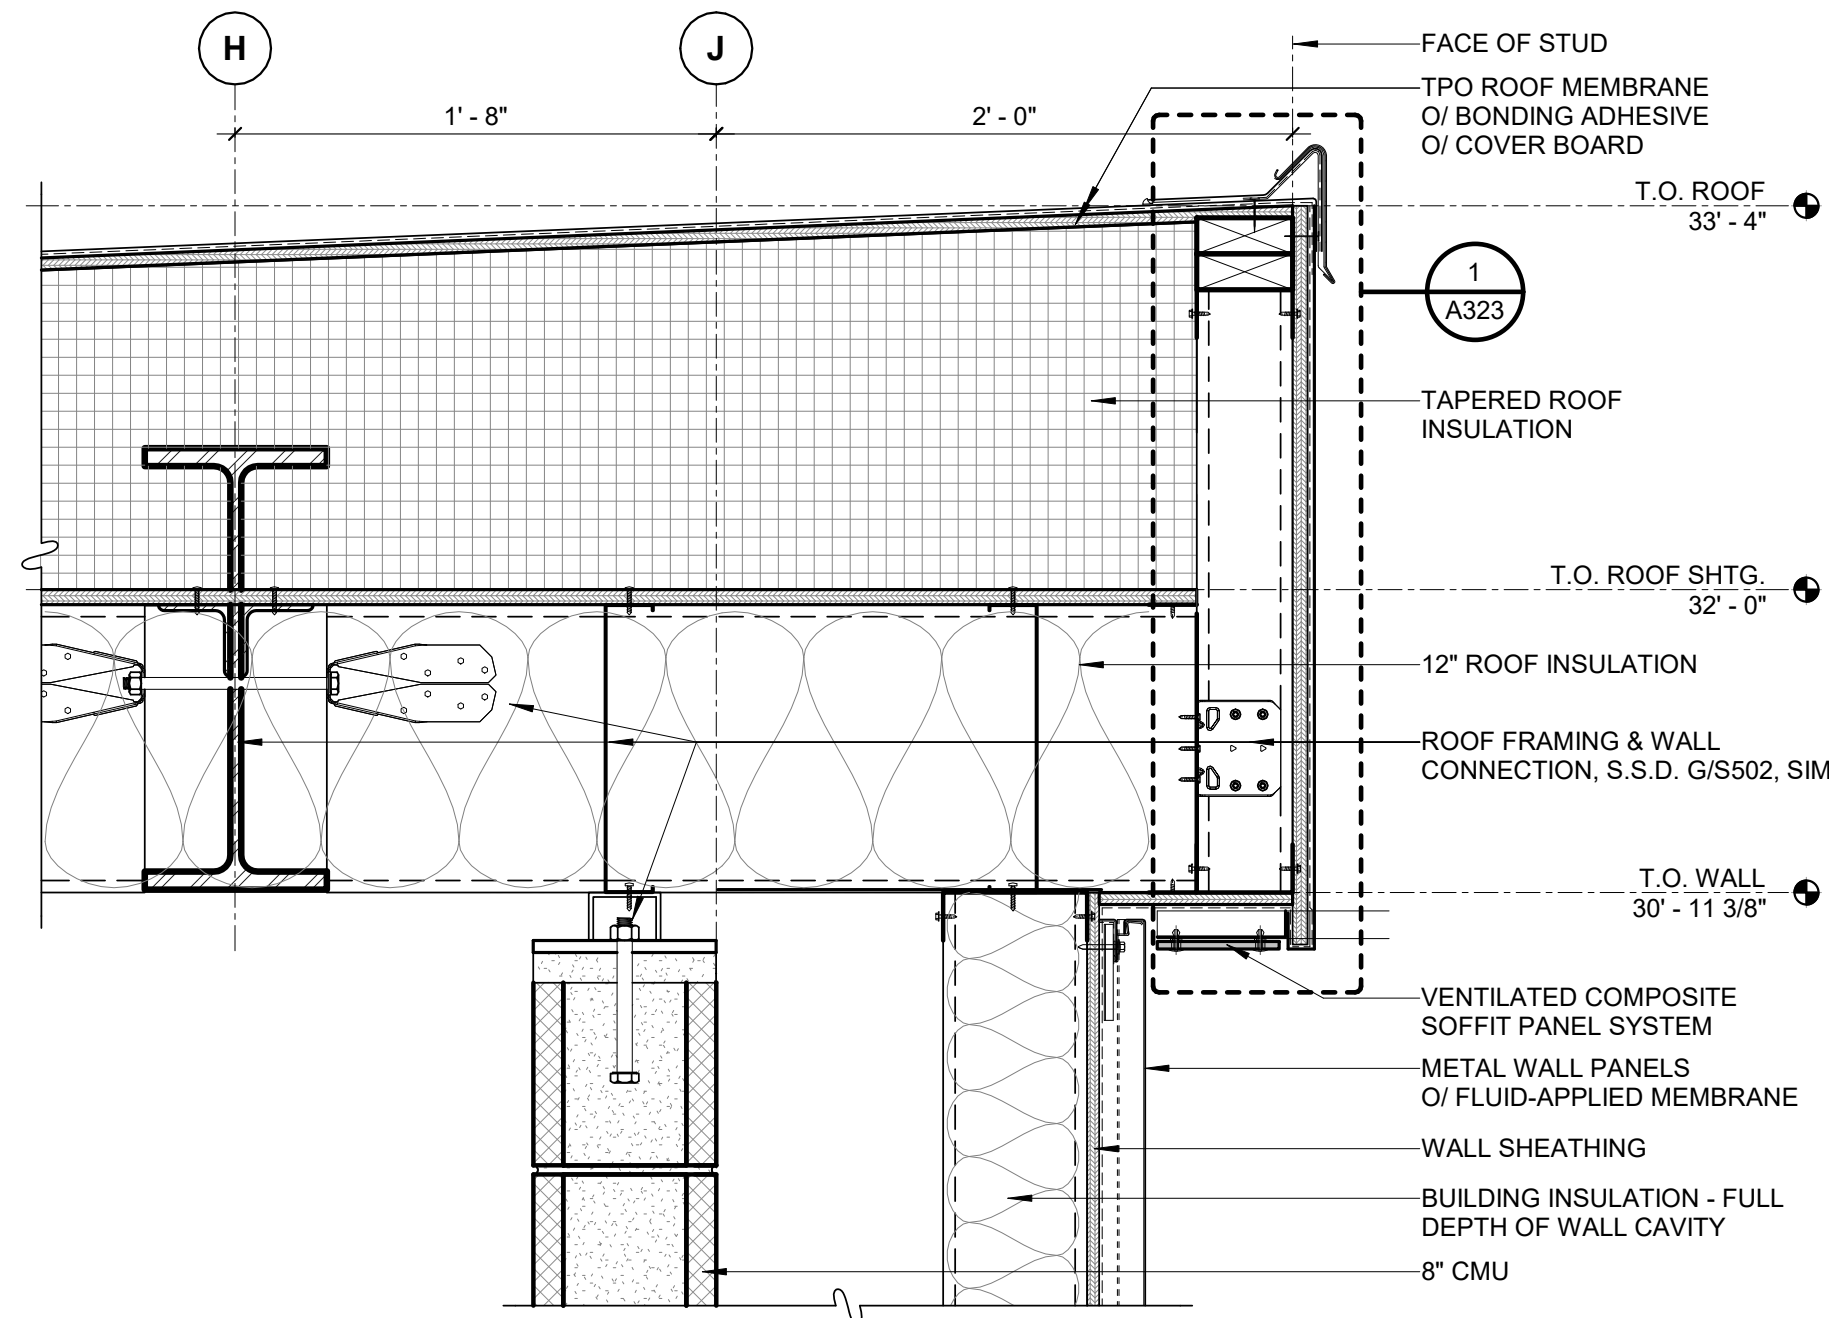 H
J
1' - 8"
2' - 0"
FACE OF STUD
TPO ROOF MEMBRANE
O/ BONDING ADHESIVE
O/ COVER BOARD
T.O. ROOF
33' - 4"
1
A323
TAPERED ROOF
INSULATION
T.O. ROOF SHTG.
32' - 0"
12" ROOF INSULATION
ROOF FRAMING & WALL
CONNECTION, S.S.D. G/S502, SIM
T.O. WALL
30' - 11 3/8"
VENTILATED COMPOSITE
SOFFIT PANEL SYSTEM
METAL WALL PANELS
O/ FLUID-APPLIED MEMBRANE
WALL SHEATHING
BUILDING INSULATION - FULL
DEPTH OF WALL CAVITY
8" CMU